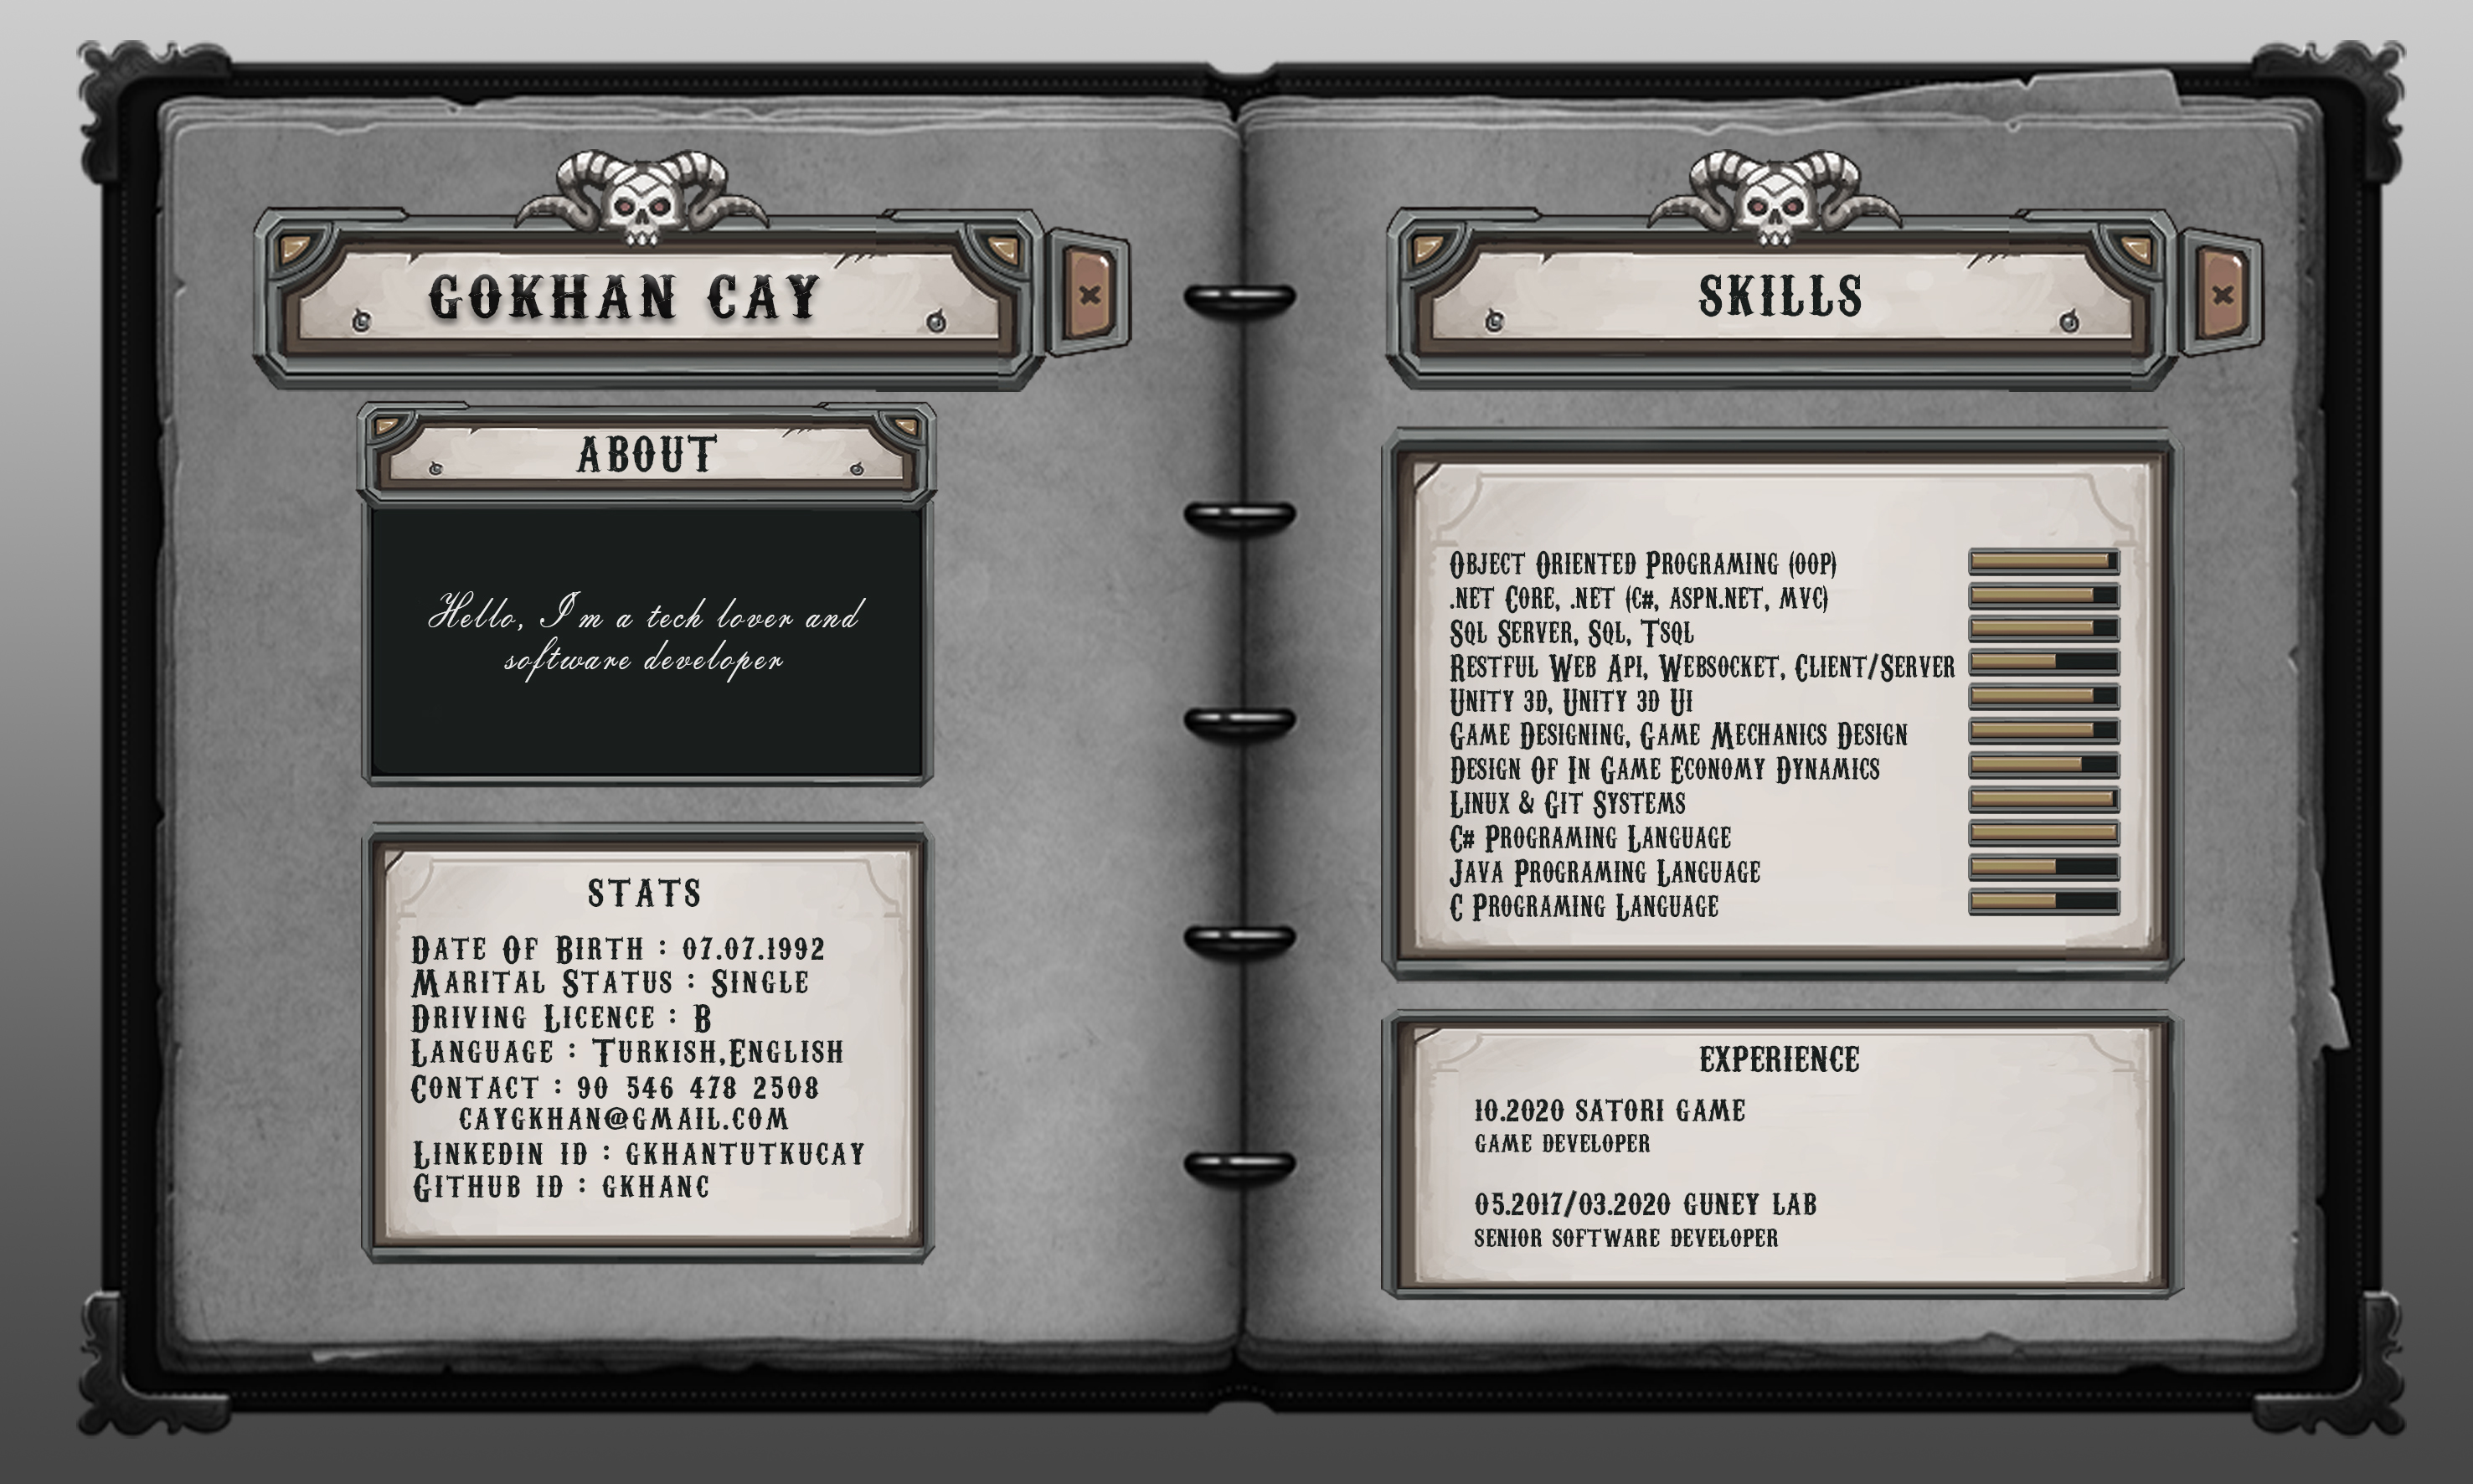 GOKHAN CAY
ABOUT
Hello, I'm a tech lover and
software developer
STATS
DATE OF BIRTH : 07.07.1992
MARITAL STATUS : SINGLE
DRIVING LICENCE : B
LANGUAGE : TURKISH,ENGLISH
CONTACT : 90 546 478 2508
CAYGKHAN@GMAIL.COM
LINKEDIN ID : GKHANTUTKUCAY
GITHUB ID : GKHANC
SKILLS
OBJECT ORIENTED PROGRAMING (OOP)
.NET CORE, .NET (C#, ASPN.NET, MVC)
SQL SERVER, SQL, TSQL
RESTFUL WEB API, WEBSOCKET, CLIENT/SERVER
UNITY 3D, UNITY 3D UI
GAME DESIGNING, GAME MECHANICS DESIGN
DESIGN OF IN GAME ECONOMY DYNAMICS
LINUX & GIT SYSTEMS
C# PROGRAMING LANGUAGE
JAVA PROGRAMING LANGUAGE
C PROGRAMING LANGUAGE
EXPERIENCE
10.2020 SATORI GAME
GAME DEVELOPER
05.2017/03.2020 GUNEY LAB
SENIOR SOFTWARE DEVELOPER